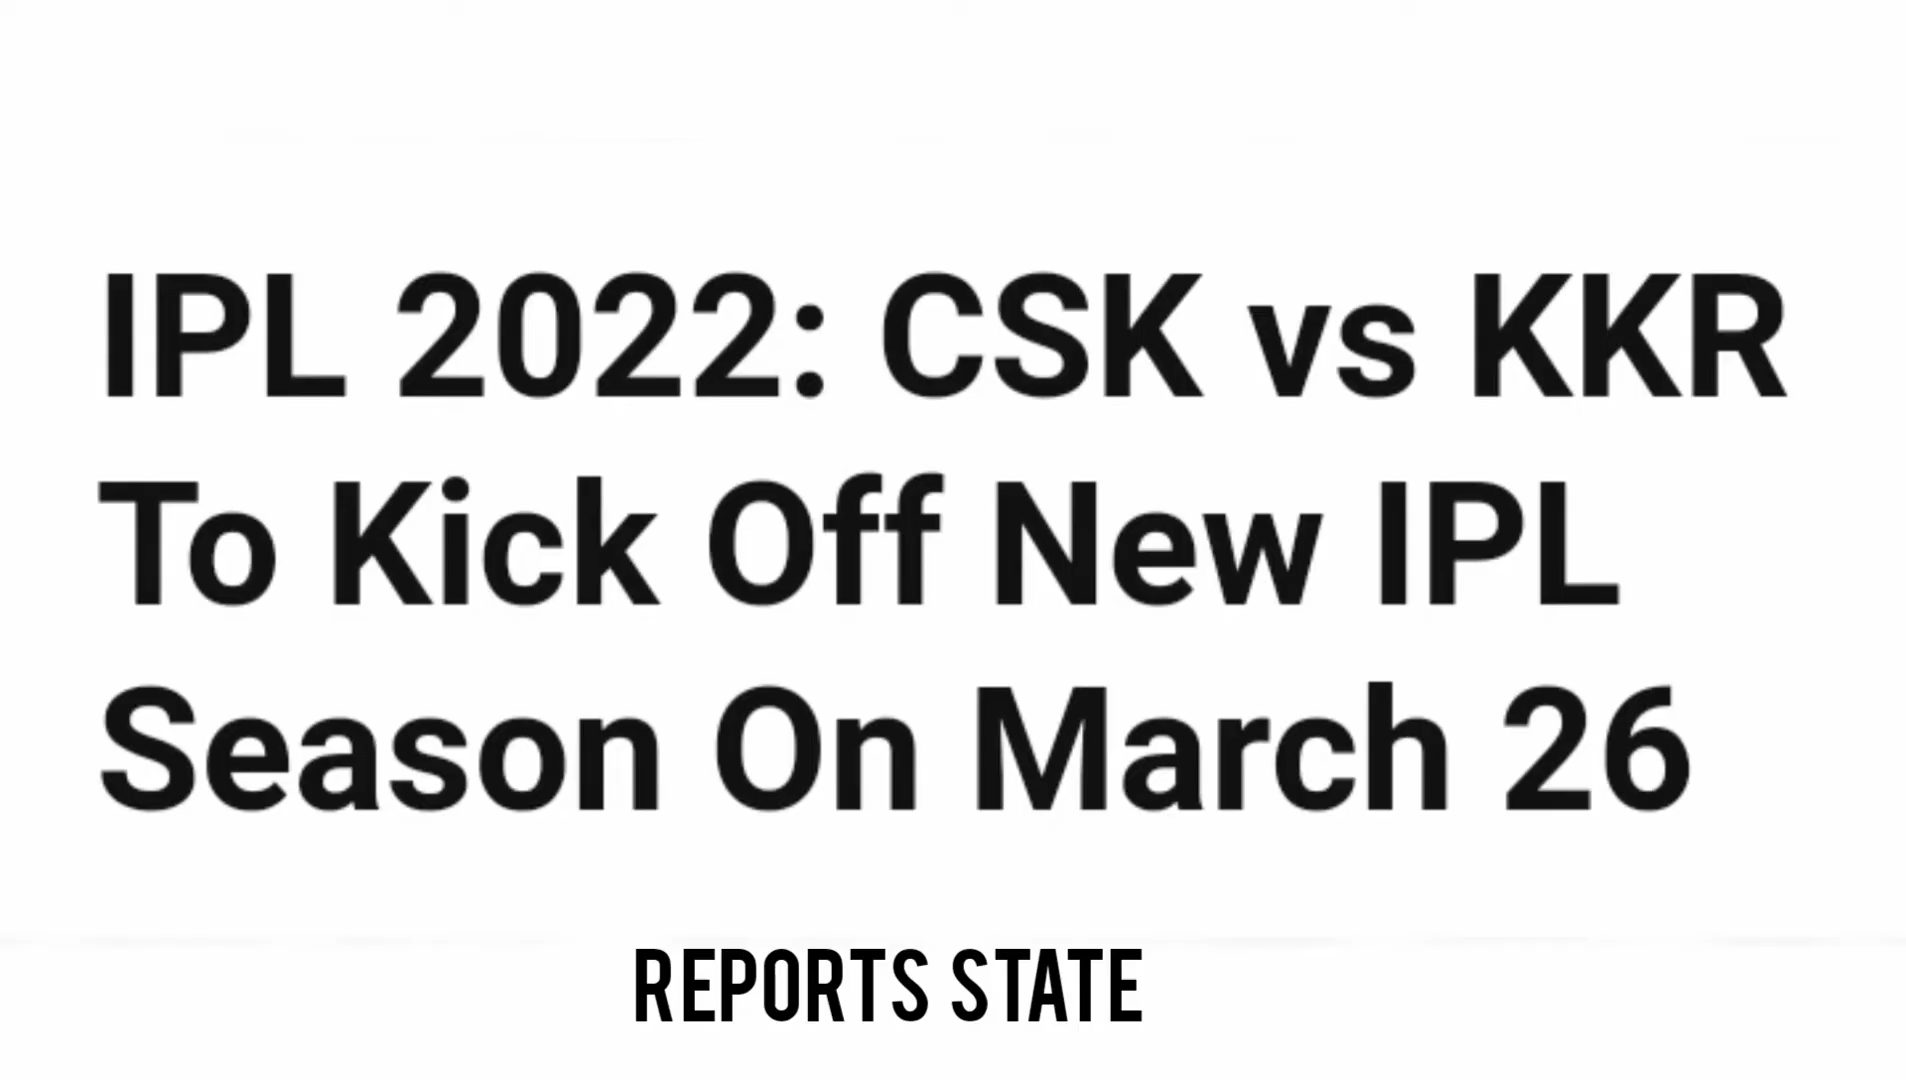 IPL 2022: CSK vs KKR
To Kick Off New IPL
Season On March 26
REPORTS STATE